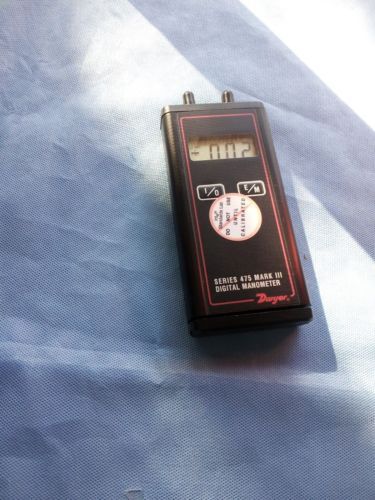 -.002
I/O
E/M
DO NOT USE
UNTIL
CALIBRATED
SERIES 475 MARK III
DIGITAL MANOMETER
Dwyer